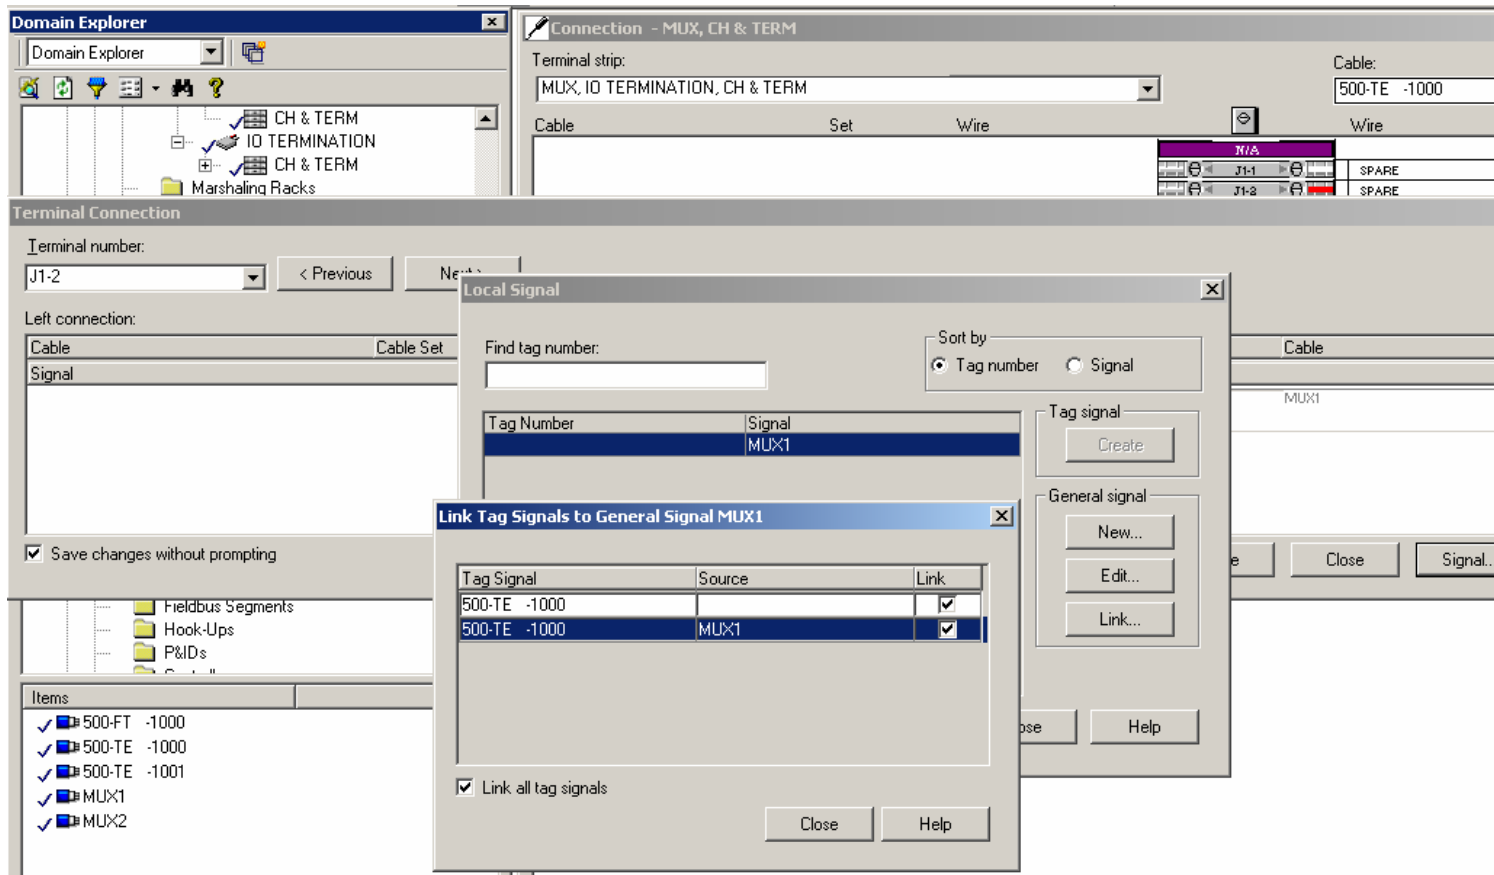 Domain Explorer
Domain Explorer
CH & TERM
IO TERMINATION
CH & TERM
Marshaling Racks
Connection - MUX, CH & TERM
Terminal strip:
Cable:
MUX, IO TERMINATION, CH & TERM
500-TE -1000
Cable Set Wire
Wire
N/A
J1-1
SPARE
J1-2
SPARE
Terminal Connection
Terminal number:
J1-2
< Previous
Left connection:
Cable Cable Set
Signal
Save changes without prompting
Cable
MUX1
Close
Signal..
Local Signal
Find tag number:
Sort by
Tag number
Signal
Tag Number Signal
MUX1
Tag signal
Create
General signal
New...
Edit...
Link...
Help
Link Tag Signals to General Signal MUX1
Tag Signal Source Link
500-TE -1000
500-TE -1000 MUX1
Link all tag signals
Close
Help
Fieldbus Segments
Hook-Ups
P&IDs
Items
500-FT -1000
500-TE -1000
500-TE -1001
MUX1
MUX2